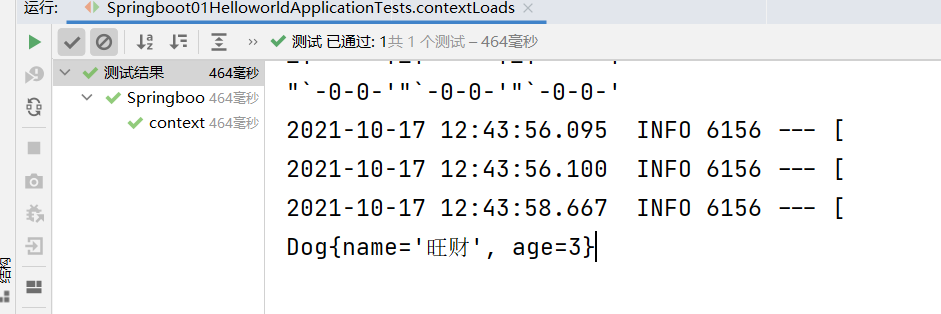 运行: Springboot01HelloworldApplicationTests.contextLoads ×
>> 测试 已通过: 1共 1 个测试 – 464毫秒
测试结果 464毫秒
Springboo 464毫秒
context 464毫秒
"`-0-0-'"`-0-0-'"`-0-0-'
2021-10-17 12:43:56.095  INFO 6156 --- [
2021-10-17 12:43:56.100  INFO 6156 --- [
2021-10-17 12:43:58.667  INFO 6156 --- [
Dog{name='旺财', age=3}
结构